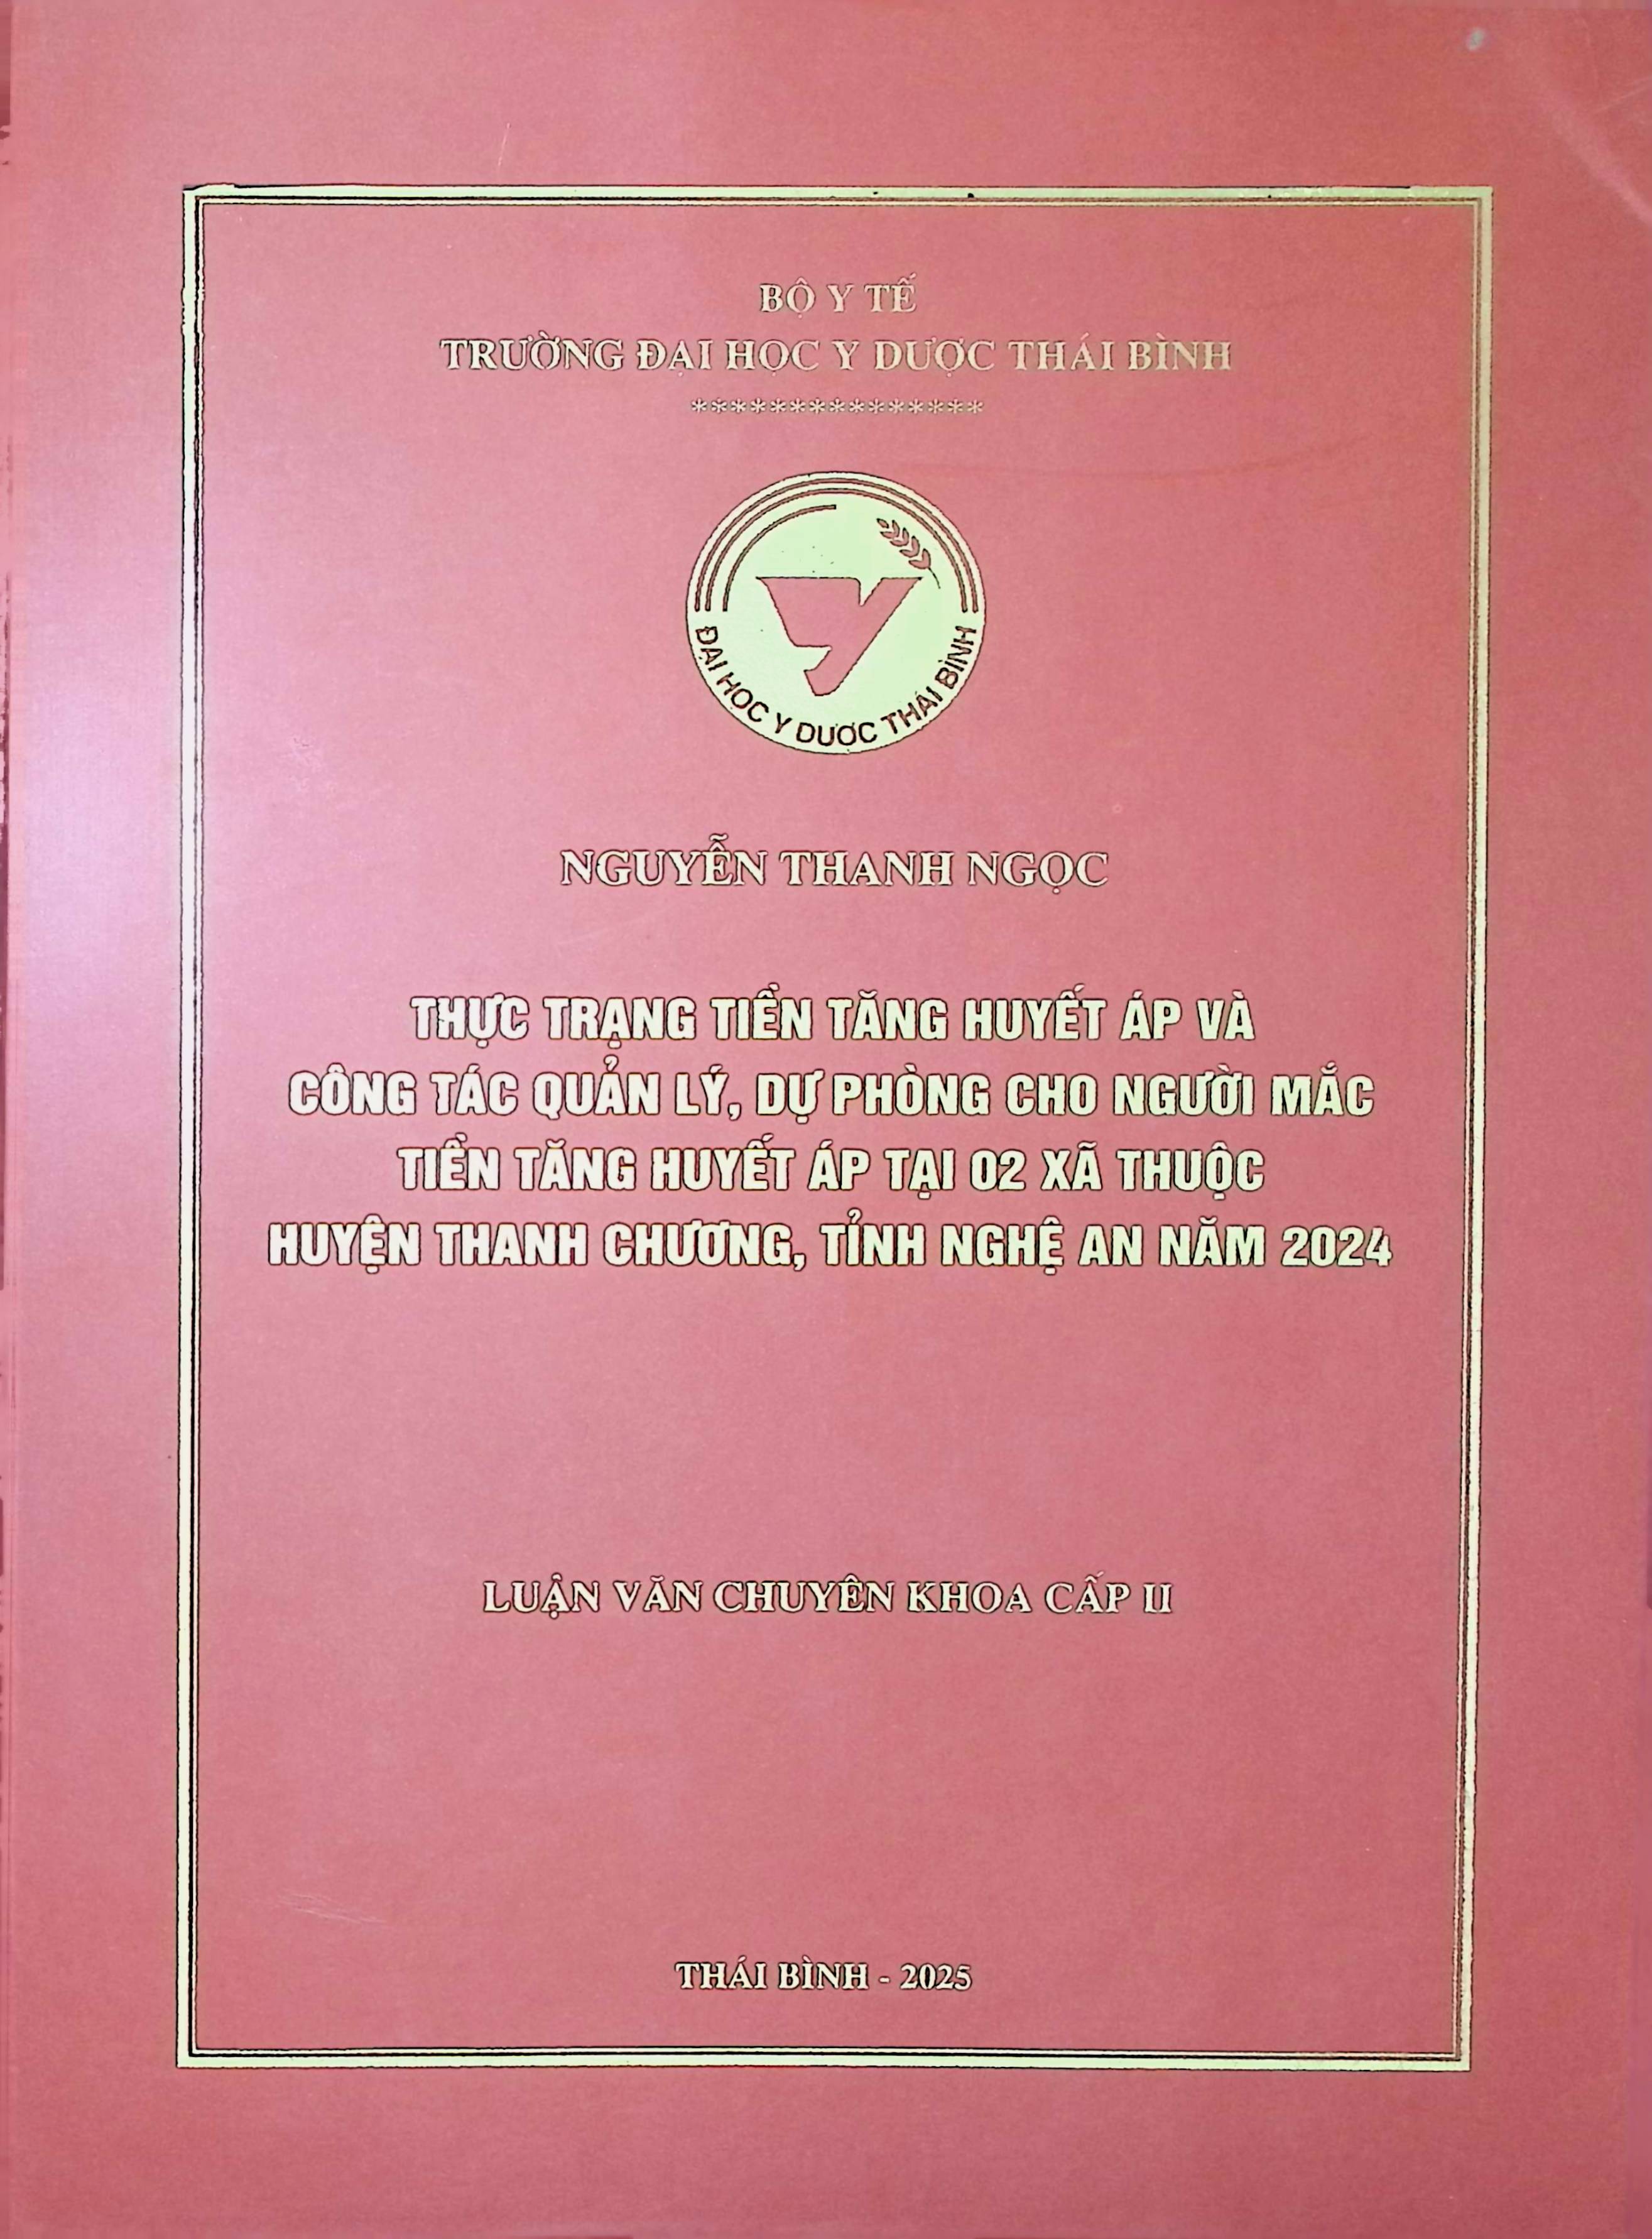 BỘ Y TẾ
TRƯỜNG ĐẠI HỌC Y DƯỢC THÁI BÌNH
***************
ĐẠI HỌC Y DƯỢC THÁI BÌNH
NGUYỄN THANH NGỌC
THỰC TRẠNG TIỀN TĂNG HUYẾT ÁP VÀ
CÔNG TÁC QUẢN LÝ, DỰ PHÒNG CHO NGƯỜI MẮC
TIỀN TĂNG HUYẾT ÁP TẠI 02 XÃ THUỘC
HUYỆN THANH CHƯƠNG, TỈNH NGHỆ AN NĂM 2024
LUẬN VĂN CHUYÊN KHOA CẤP II
THÁI BÌNH - 2025